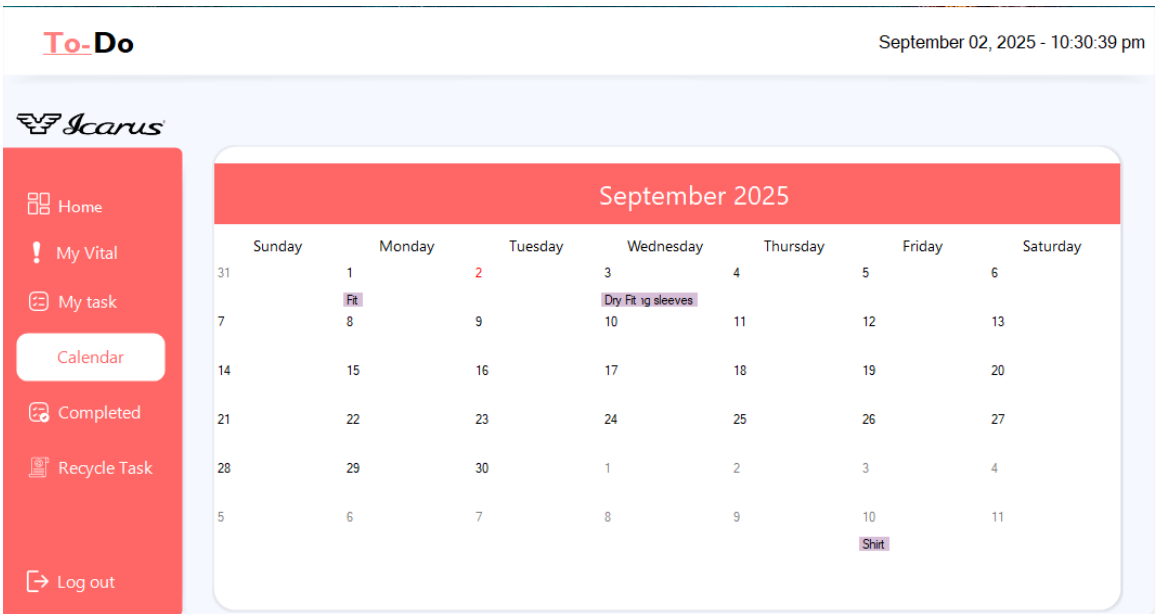 To-Do
September 02, 2025 - 10:30:39 pm
Icarus
Home
My Vital
My task
Calendar
Completed
Recycle Task
Log out
September 2025
Sunday Monday Tuesday Wednesday Thursday Friday Saturday
31 1 2 3 4 5 6
Fit Dry Fit ng sleeves
7 8 9 10 11 12 13
14 15 16 17 18 19 20
21 22 23 24 25 26 27
28 29 30 1 2 3 4
5 6 7 8 9 10 11
Shirt